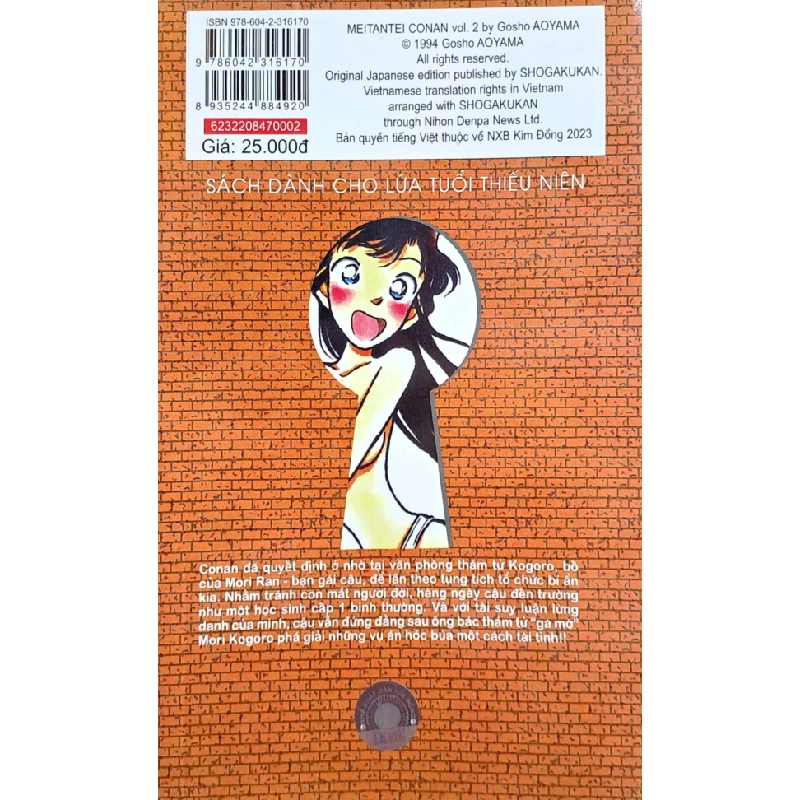 ISBN 978-604-2-316170
9 786042 316170
8 935244 884920
6232208470002
Giá: 25.000đ
MEITANTEI CONAN vol. 2 by Gosho AOYAMA
© 1994 Gosho AOYAMA
All rights reserved.
Original Japanese edition published by SHOGAKUKAN.
Vietnamese translation rights in Vietnam
arranged with SHOGAKUKAN
through Nihon Denpa News Ltd.
Bản quyền tiếng Việt thuộc về NXB Kim Đồng 2023
SÁCH DÀNH CHO LỨA TUỔI THIẾU NIÊN
Conan đã quyết định ở nhờ tại văn phòng thám tử Kogoro, bố
của Mori Ran - bạn gái cậu, để lần theo tung tích tổ chức bí ẩn
kia. Nhằm tránh con mắt người đời, hàng ngày cậu đến trường
như một học sinh cấp 1 bình thường. Và với tài suy luận lừng
danh của mình, cậu vẫn đứng đằng sau ông bác thám tử "gà mờ"
Mori Kogoro phá giải những vụ án hóc búa một cách tài tình!!